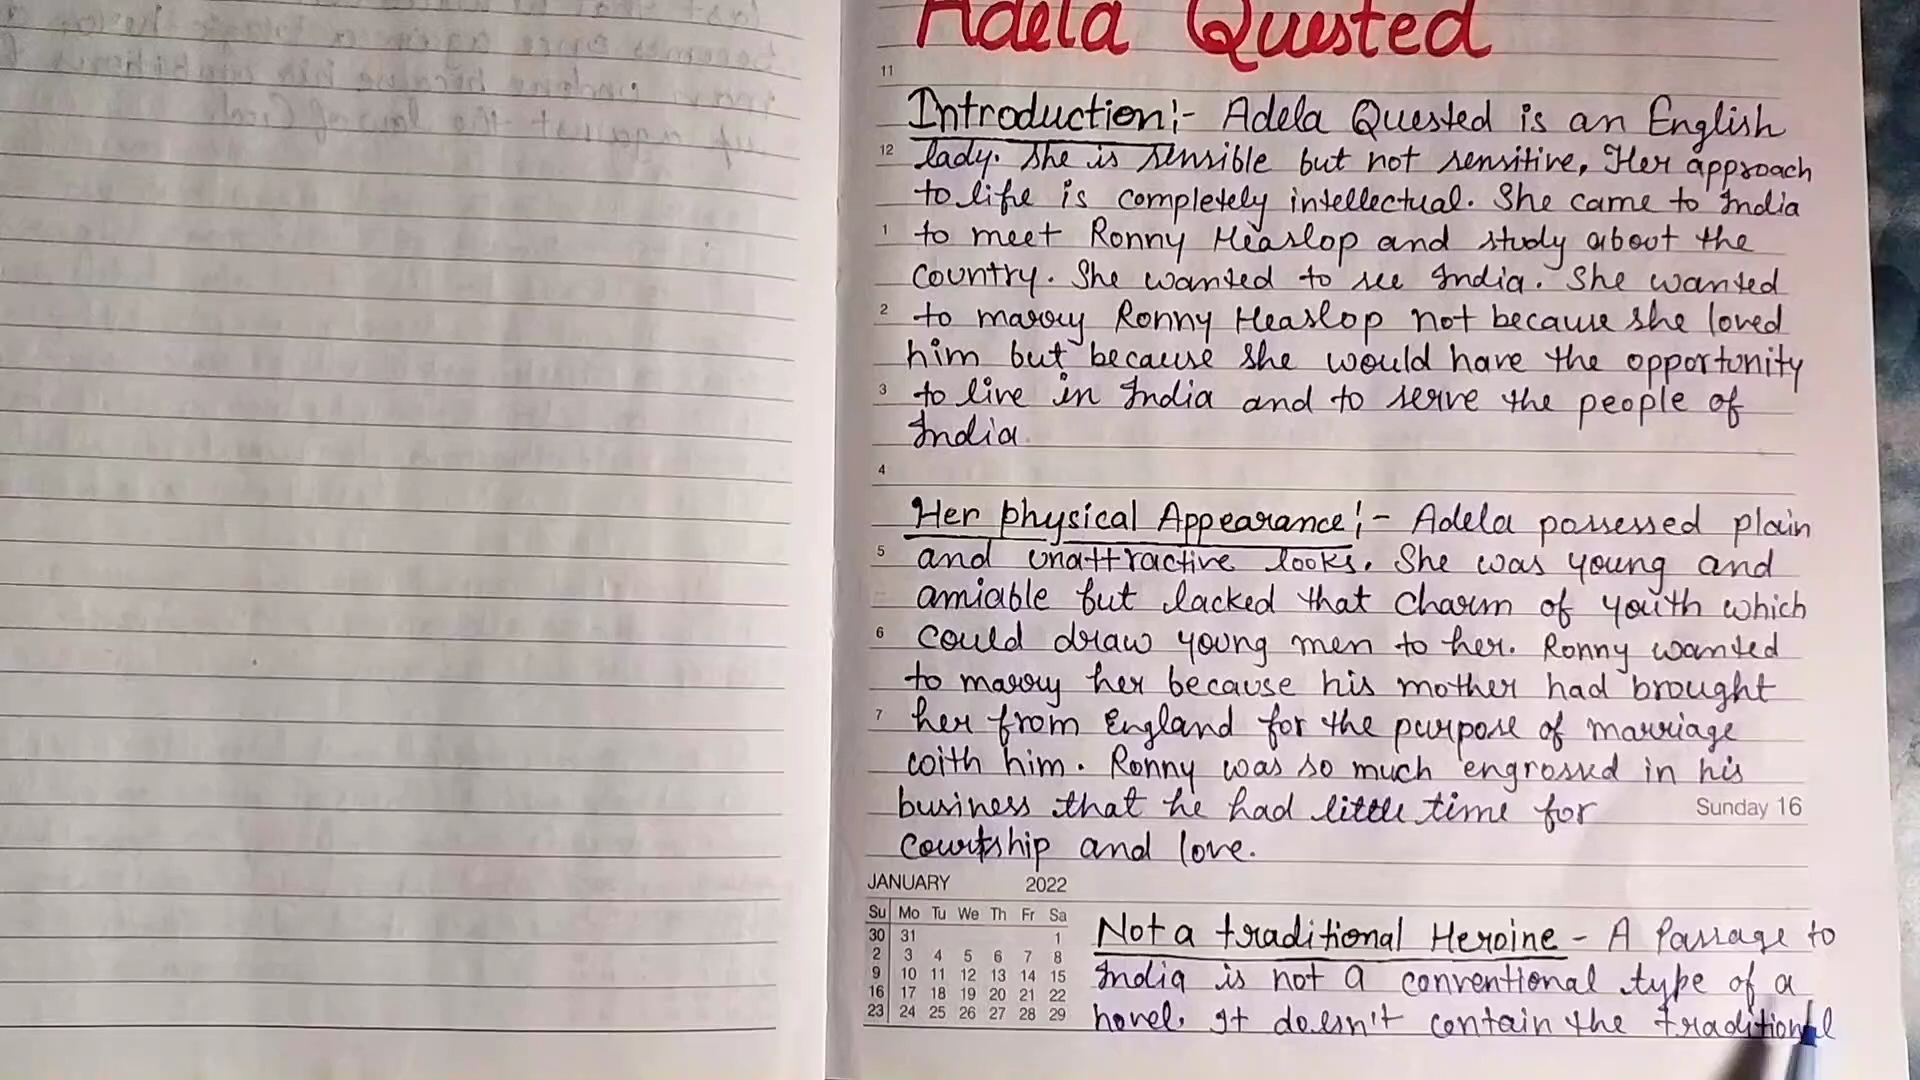 Adela Quested
11
Introduction:- Adela Quested is an English
12 lady. She is sensible but not sensitive, Her approach
to life is completely intellectual. She came to India
1 to meet Ronny Heaslop and study about the
country. She wanted to see India. She wanted
2 to marry Ronny Heaslop not because she loved
him but because she would have the opportunity
3 to live in India and to serve the people of
India
4
Her physical Appearance:- Adela possessed plain
5 and unattractive looks. She was young and
amiable but lacked that charm of youth which
6 could draw young men to her. Ronny wanted
to marry her because his mother had brought
7 her from England for the purpose of marriage
with him. Ronny was so much engrossed in his
business that he had little time for
Sunday 16
courtship and love.
JANUARY 2022
Su Mo Tu We Th Fr Sa
30 31 1
2 3 4 5 6 7 8
9 10 11 12 13 14 15
16 17 18 19 20 21 22
23 24 25 26 27 28 29
Not a traditional Heroine - A Passage to
India is not a conventional type of a
novel. It doesn't contain the traditional